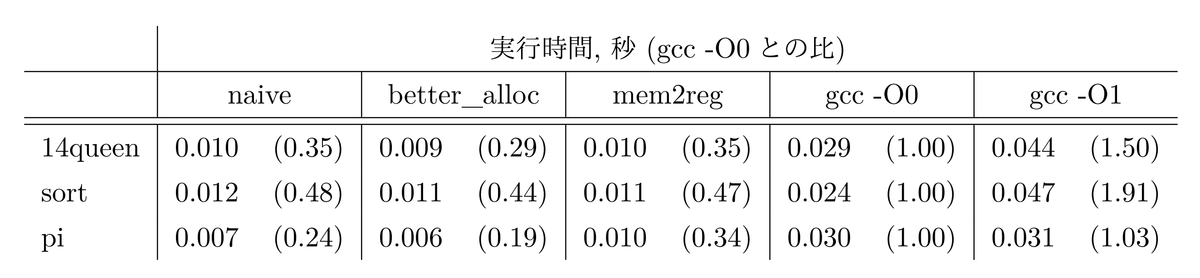 実行時間, 秒 (gcc -O0 との比)
naive better_alloc mem2reg gcc -O0 gcc -O1
14queen 0.010 (0.35) 0.009 (0.29) 0.010 (0.35) 0.029 (1.00) 0.044 (1.50)
sort 0.012 (0.48) 0.011 (0.44) 0.011 (0.47) 0.024 (1.00) 0.047 (1.91)
pi 0.007 (0.24) 0.006 (0.19) 0.010 (0.34) 0.030 (1.00) 0.031 (1.03)